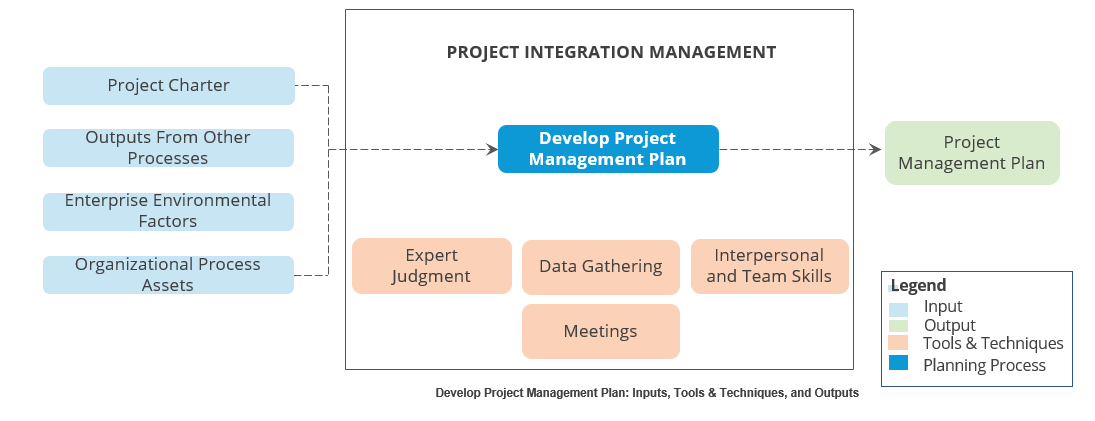 PROJECT INTEGRATION MANAGEMENT
Project Charter
Outputs From Other
Processes
Enterprise Environmental
Factors
Organizational Process
Assets
Develop Project
Management Plan
Project
Management Plan
Expert
Judgment
Data Gathering
Interpersonal
and Team Skills
Meetings
Legend
Input
Output
Tools & Techniques
Planning Process
Develop Project Management Plan: Inputs, Tools & Techniques, and Outputs